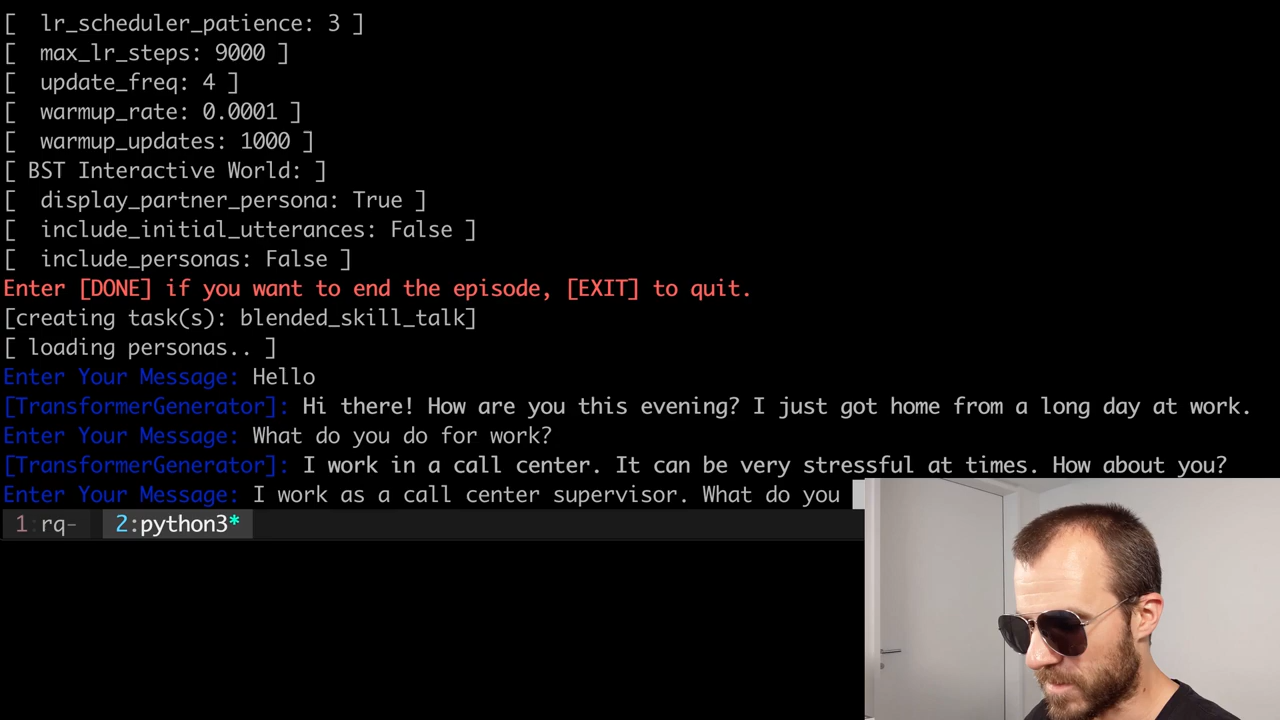 [  lr_scheduler_patience: 3 ]
[  max_lr_steps: 9000 ]
[  update_freq: 4 ]
[  warmup_rate: 0.0001 ]
[  warmup_updates: 1000 ]
[ BST Interactive World: ]
[  display_partner_persona: True ]
[  include_initial_utterances: False ]
[  include_personas: False ]
Enter [DONE] if you want to end the episode, [EXIT] to quit.
[creating task(s): blended_skill_talk]
[ loading personas.. ]
Enter Your Message: Hello
[TransformerGenerator]: Hi there! How are you this evening? I just got home from a long day at work.
Enter Your Message: What do you do for work?
[TransformerGenerator]: I work in a call center. It can be very stressful at times. How about you?
Enter Your Message: I work as a call center supervisor. What do you
1:rq- 2:python3*